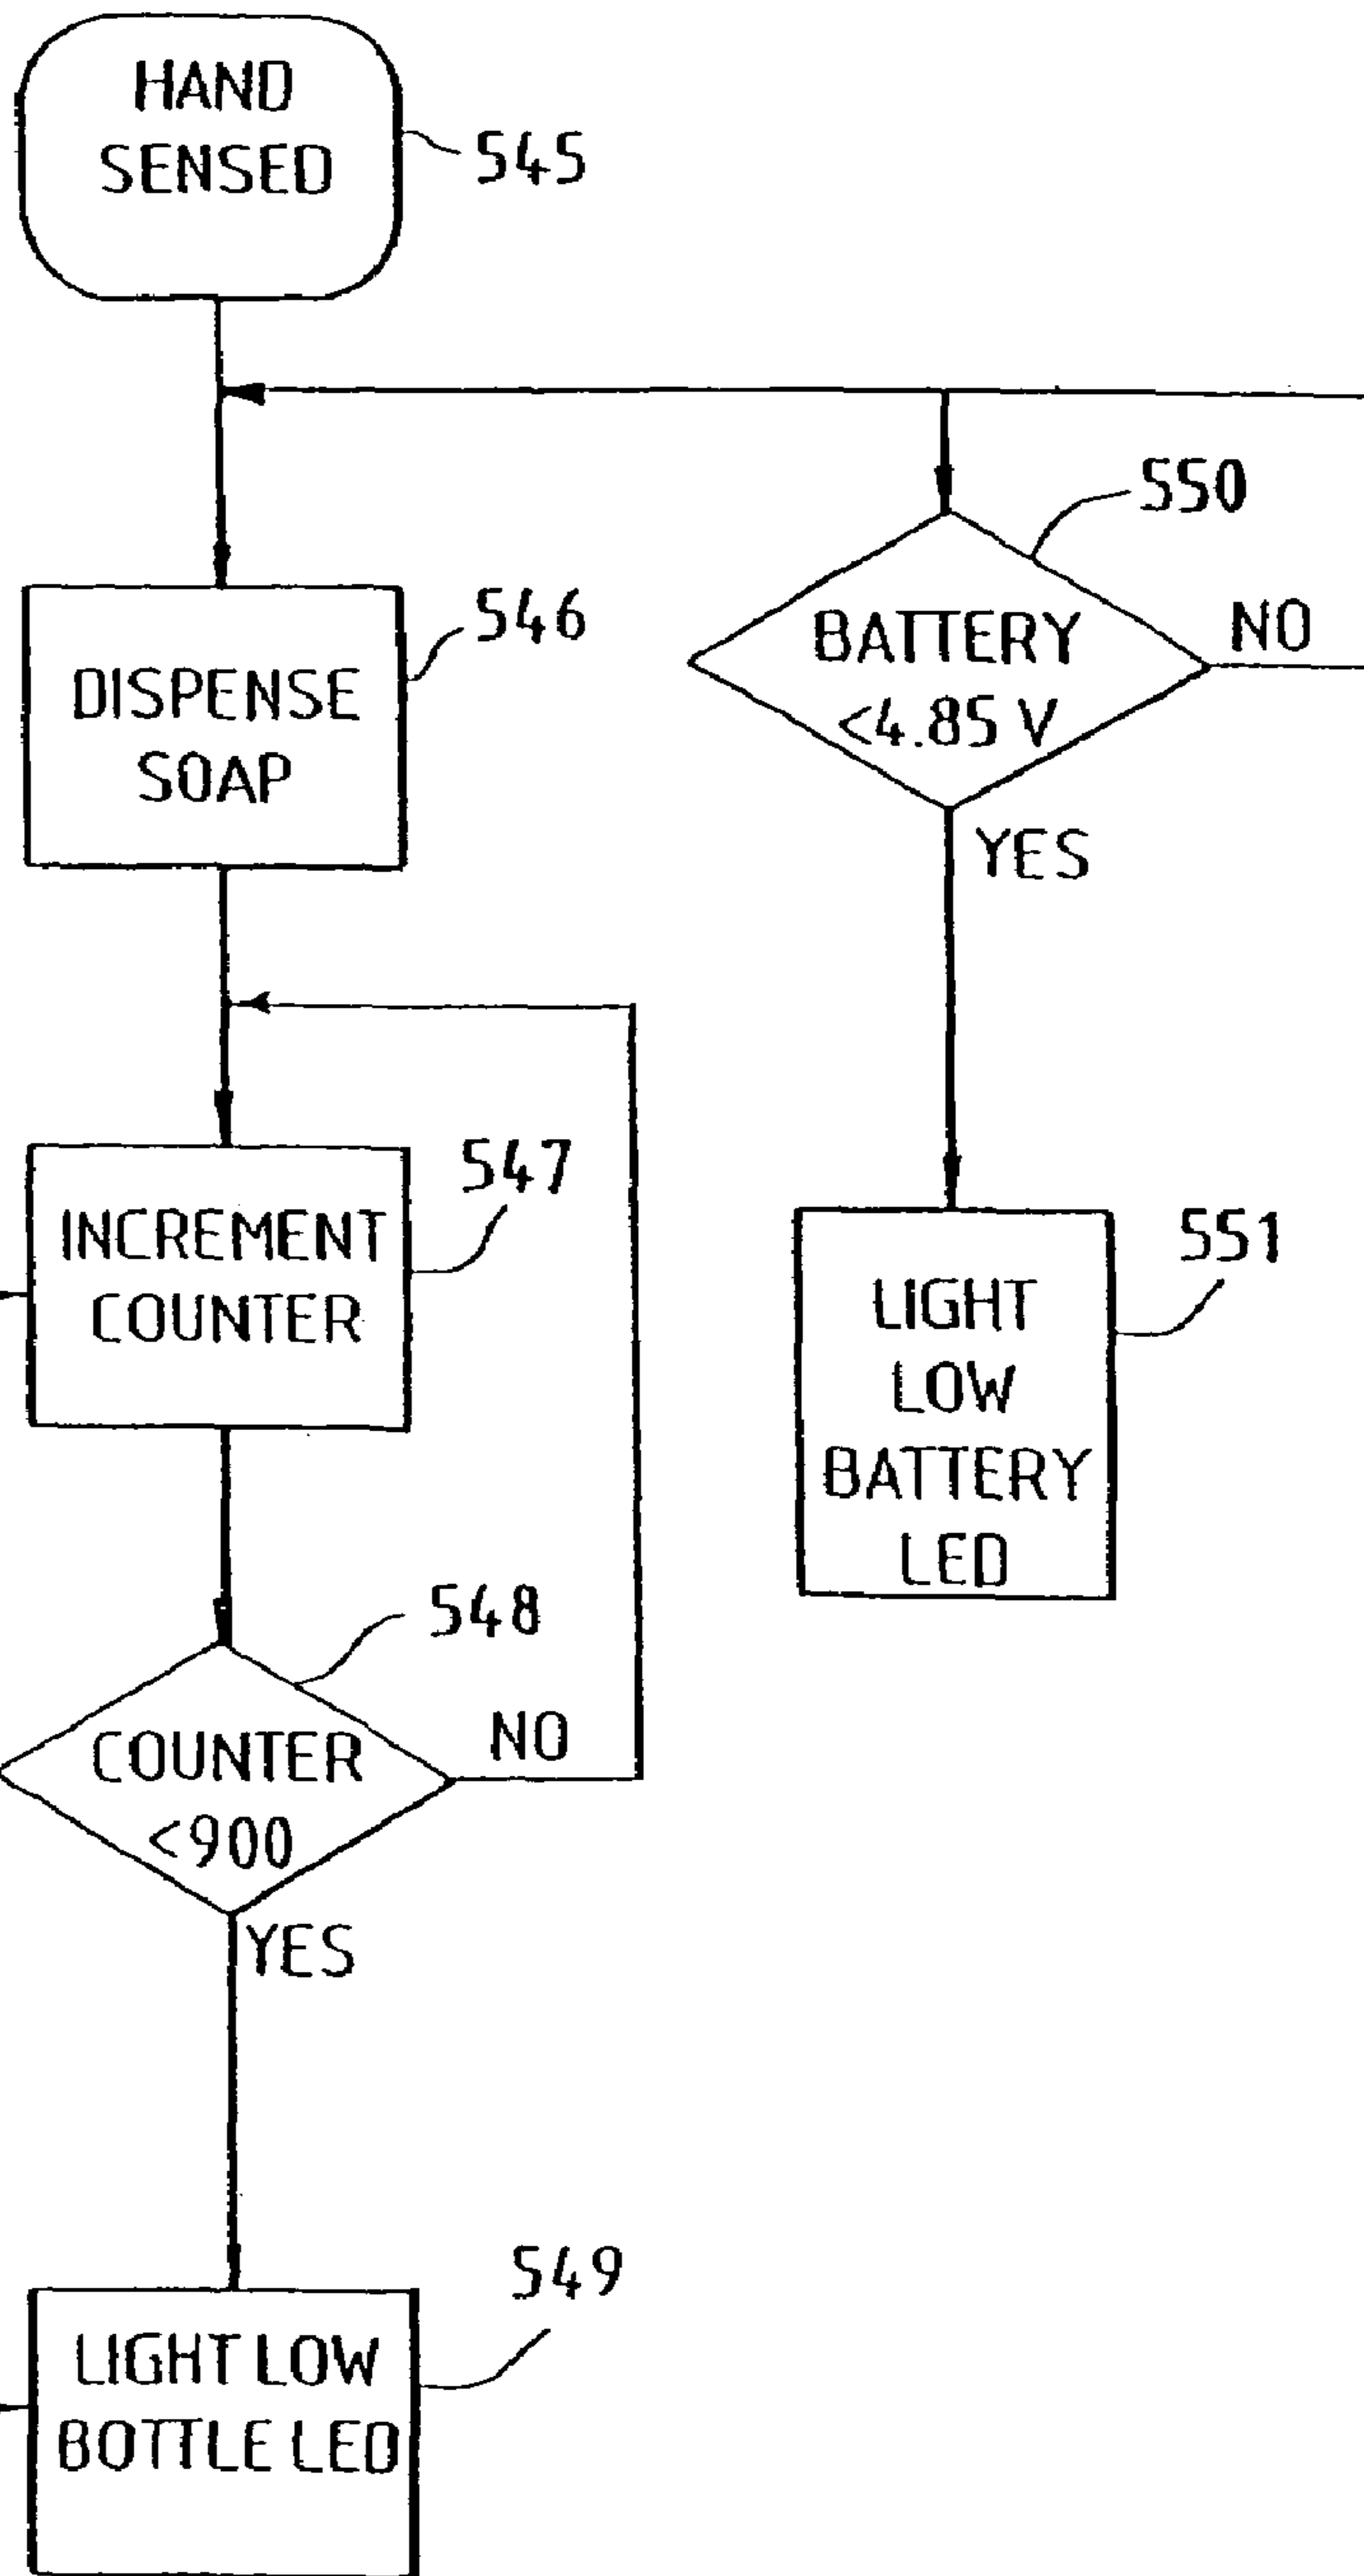 HAND
SENSED
545
DISPENSE
SOAP
546
INCREMENT
COUNTER
547
COUNTER
<900
548
NO
YES
LIGHT LOW
BOTTLE LED
549
BATTERY
<4.85 V
550
NO
YES
LIGHT
LOW
BATTERY
LED
551